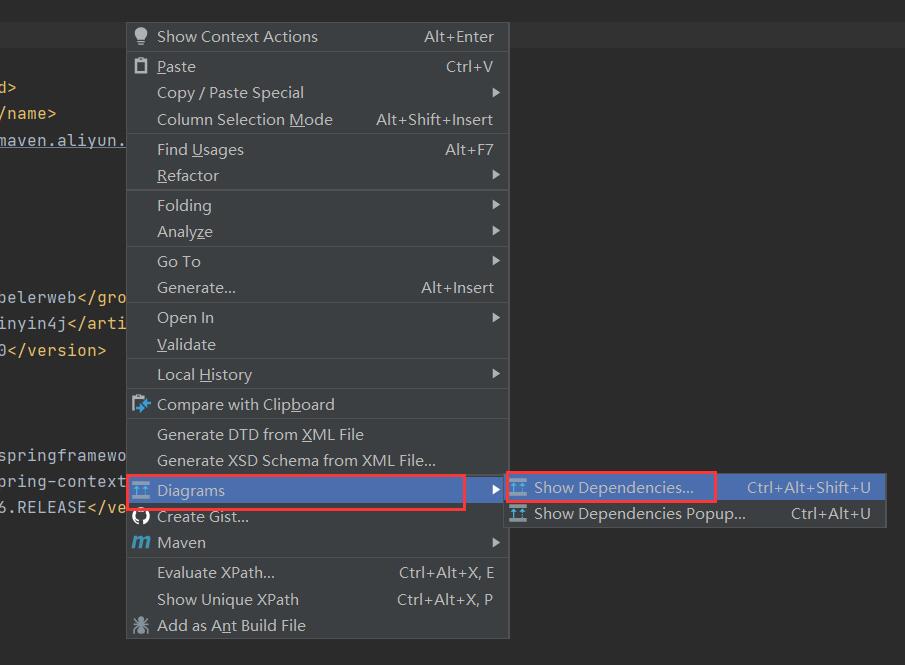 Show Context Actions Alt+Enter
Paste Ctrl+V
d> Copy / Paste Special
/name> Column Selection Mode Alt+Shift+Insert
maven.aliyun. Find Usages Alt+F7
Refactor
Folding
Analyze
Go To
Generate... Alt+Insert
belerweb</gro
inyin4j</arti Open In
0</version> Validate
Local History
Compare with Clipboard
Generate DTD from XML File
springframewo Generate XSD Schema from XML File...
pring-context Diagrams Show Dependencies... Ctrl+Alt+Shift+U
6.RELEASE</ve Create Gist... Show Dependencies Popup... Ctrl+Alt+U
Maven
Evaluate XPath... Ctrl+Alt+X, E
Show Unique XPath Ctrl+Alt+X, P
Add as Ant Build File